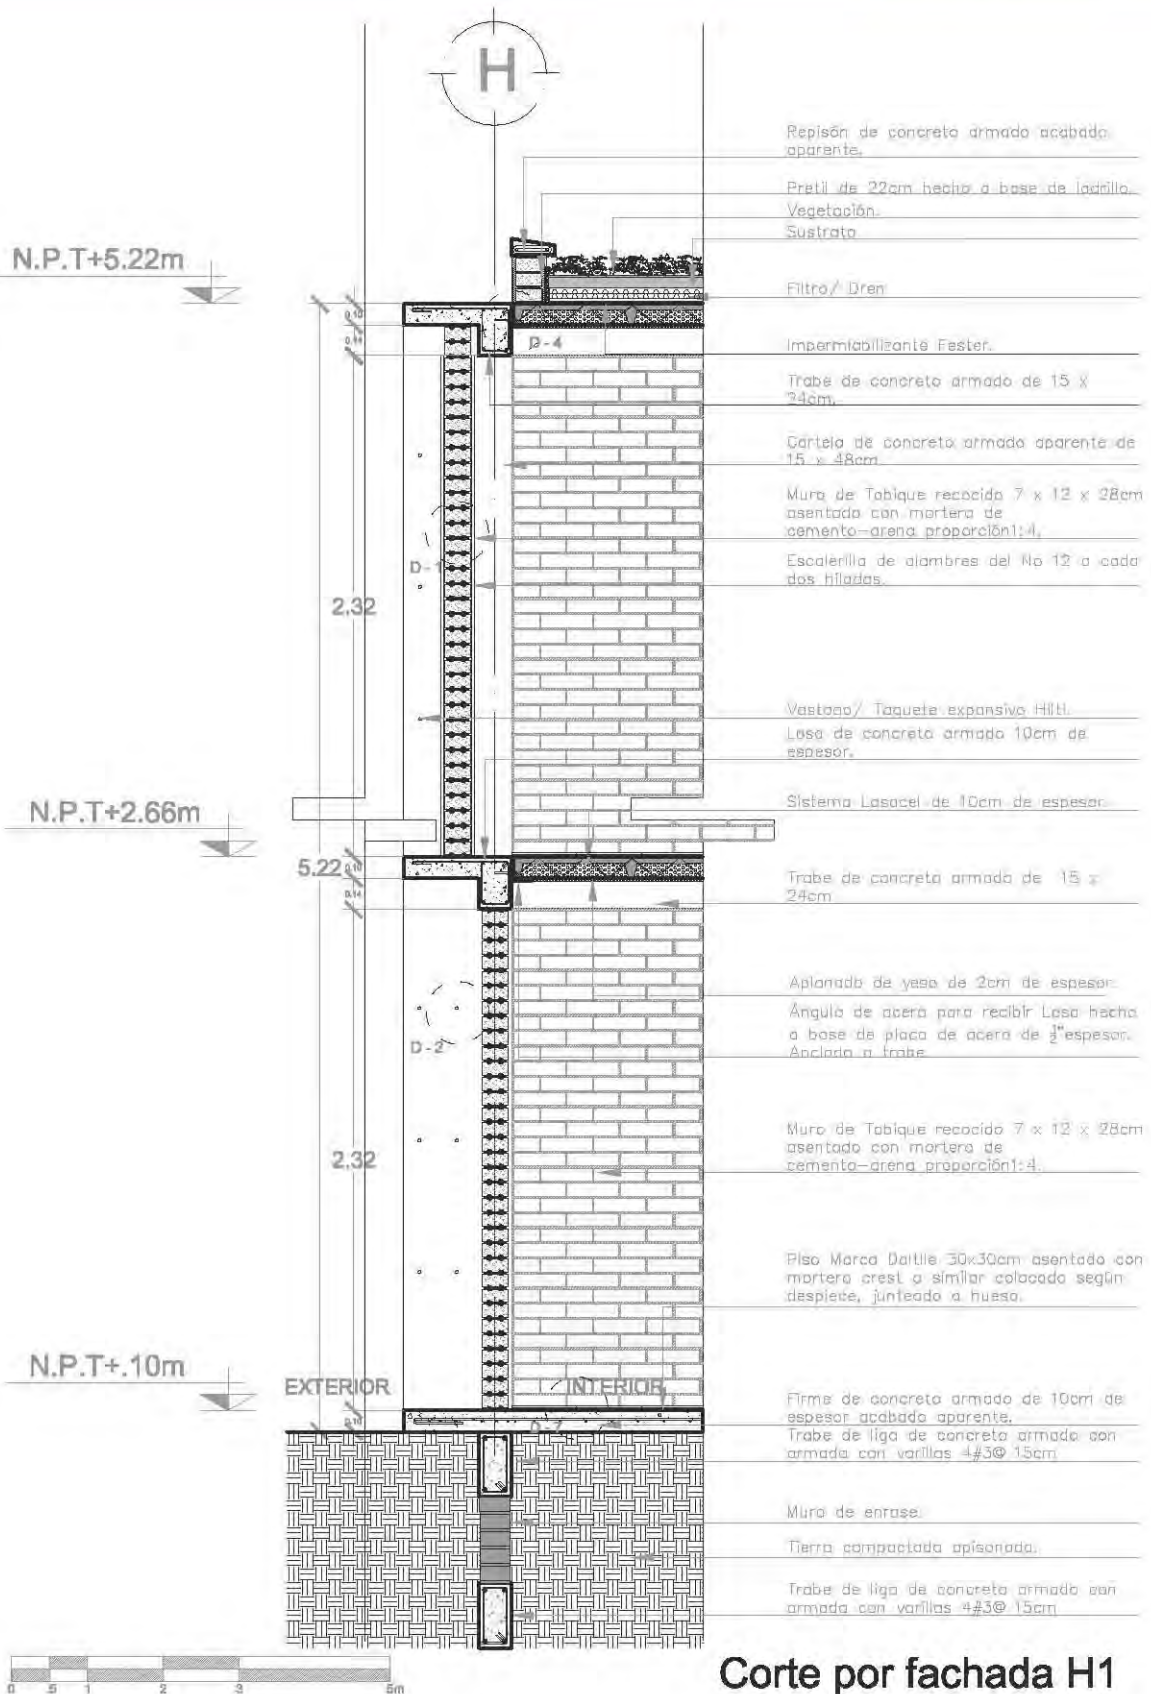 H
Repisón de concreto armado acabado
aparente.
Pretil de 22cm hecho a base de ladrillo.
Vegetación.
Sustrato
N.P.T+5.22m
Filtro/ Dren
D-4
Impermiabilizante Fester.
Trabe de concreto armado de 15 x
24cm.
Cartela de concreto armado aparente de
15 x 48cm
Muro de Tabique recocido 7 x 12 x 28cm
asentado con mortero de
cemento-arena proporción1:4.
Escalerilla de alambres del No 12 a cada
dos hiladas.
D-1
2.32
Vastago/ Taquete expansivo Hilti.
Losa de concreto armado 10cm de
espesor.
N.P.T+2.66m
Sistema Losacel de 10cm de espesor
5.22
Trabe de concreto armado de 15 x
24cm
Aplanado de yeso de 2cm de espesor.
Angulo de acero para recibir Losa hecho
a base de placa de acero de ½"espesor.
Anclado a trabe
D-2
Muro de Tabique recocido 7 x 12 x 28cm
asentado con mortero de
cemento-arena proporción1:4.
2.32
Piso Marca Daltile 30x30cm asentado con
mortero crest o similar colocado según
despiece, junteado a hueso.
N.P.T+.10m
EXTERIOR
INTERIOR
Firme de concreto armado de 10cm de
espesor acabado aparente.
Trabe de liga de concreto armado con
armada con varillas 4#3@ 15cm
Muro de enrase.
Tierra compactada apisonada.
Trabe de liga de concreto armado con
armada con varillas 4#3@ 15cm
0 .5 1 2 3 5m
Corte por fachada H1